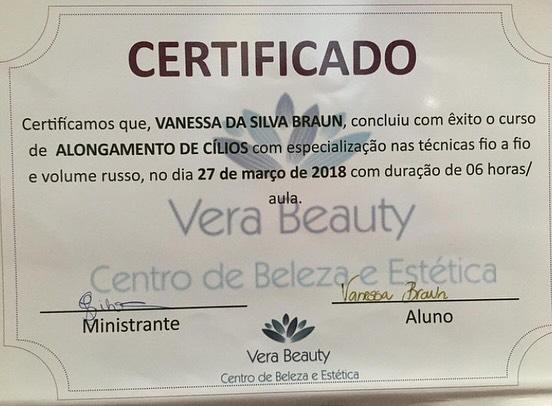 CERTIFICADO
Certificamos que, VANESSA DA SILVA BRAUN, concluiu com êxito o curso
de ALONGAMENTO DE CÍLIOS com especialização nas técnicas fio a fio
e volume russo, no dia 27 de março de 2018 com duração de 06 horas/
aula.
Vera Beauty
Centro de Beleza e Estética
Vanessa Braun
Ministrante
Aluno
Vera Beauty
Centro de Beleza e Estética